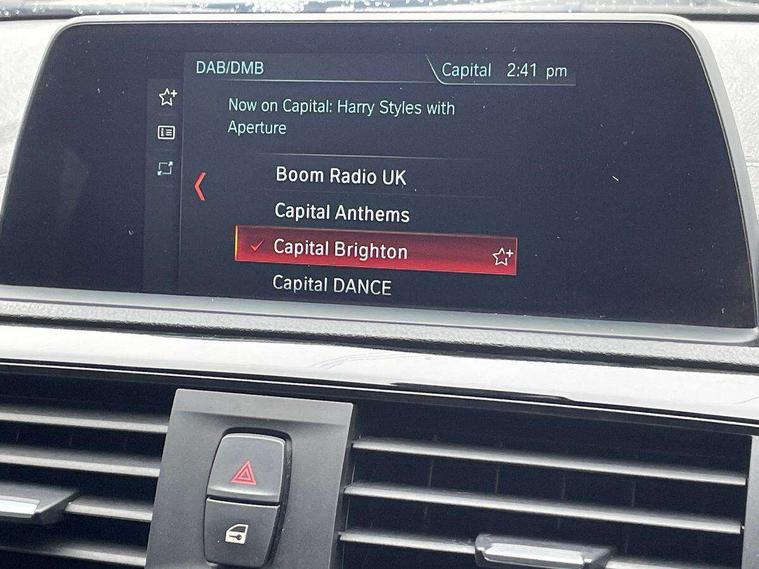 DAB/DMB
Capital 2:41 pm
Now on Capital: Harry Styles with
Aperture
Boom Radio UK
Capital Anthems
Capital Brighton
Capital DANCE